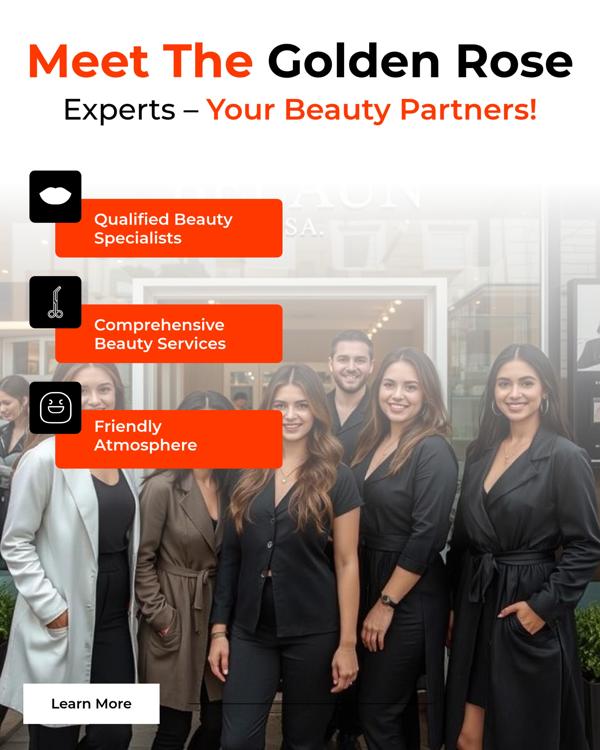 Meet The Golden Rose
Experts – Your Beauty Partners!
Qualified Beauty
Specialists
Comprehensive
Beauty Services
Friendly
Atmosphere
Learn More